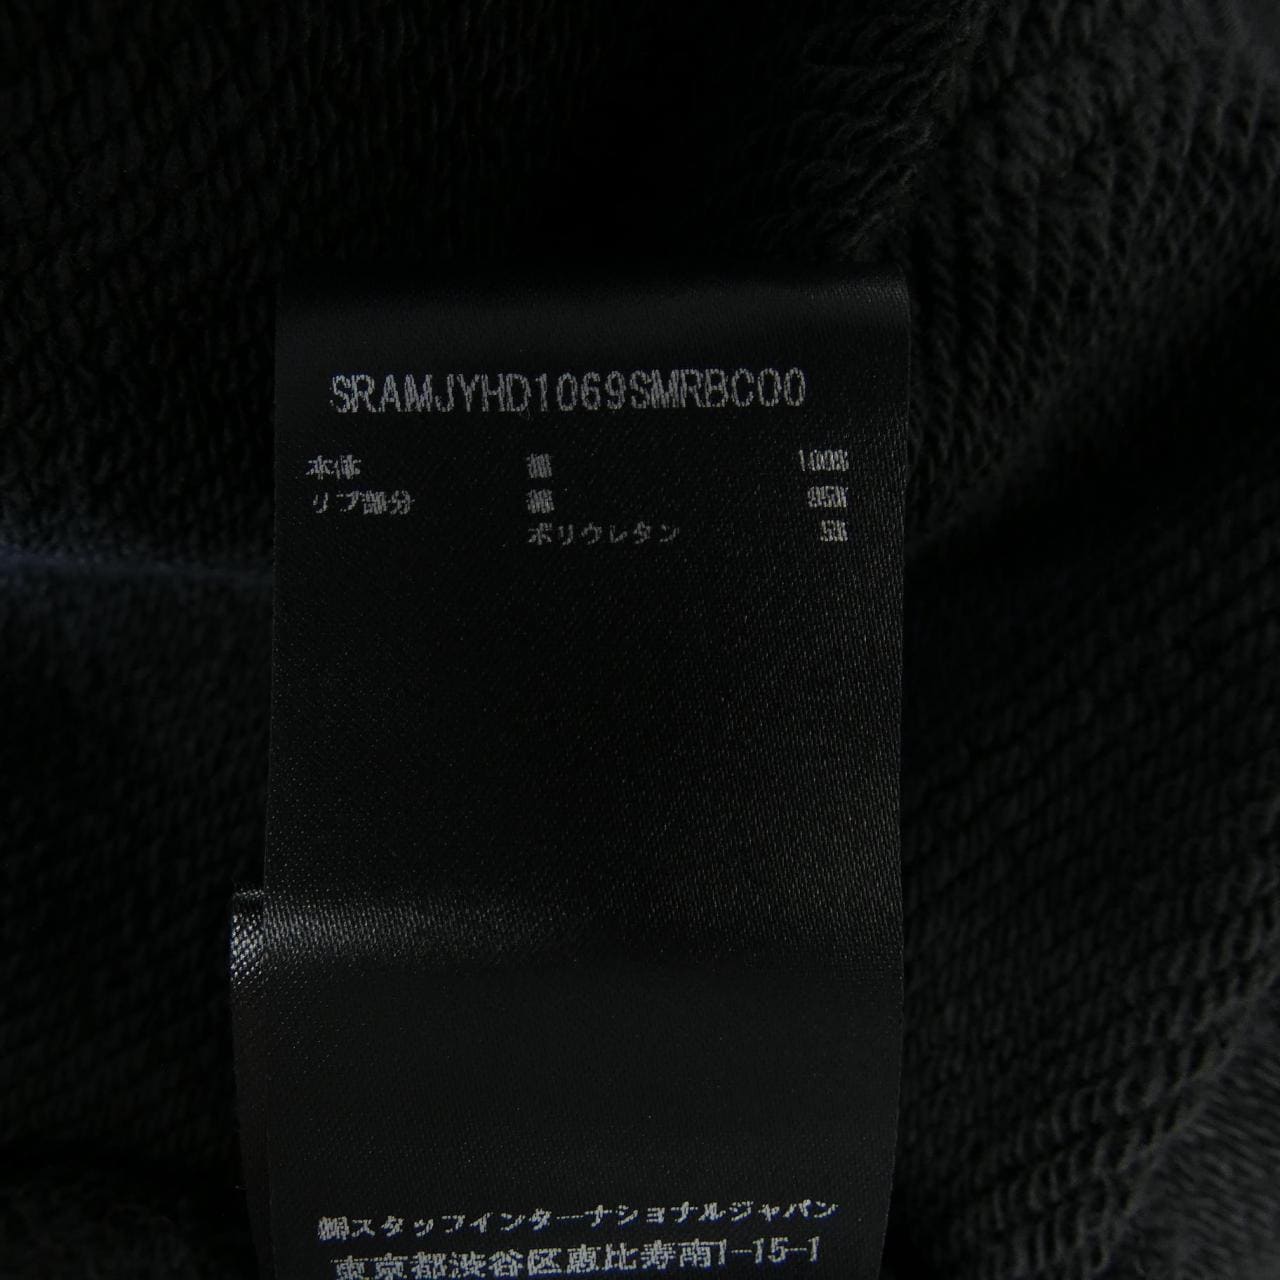 SRAMJYHD1069SMRBC00
本体 綿 100%
リブ部分 綿 95%
ポリウレタン 5%
㈱スタッフインターナショナルジャパン
東京都渋谷区恵比寿南1-15-1